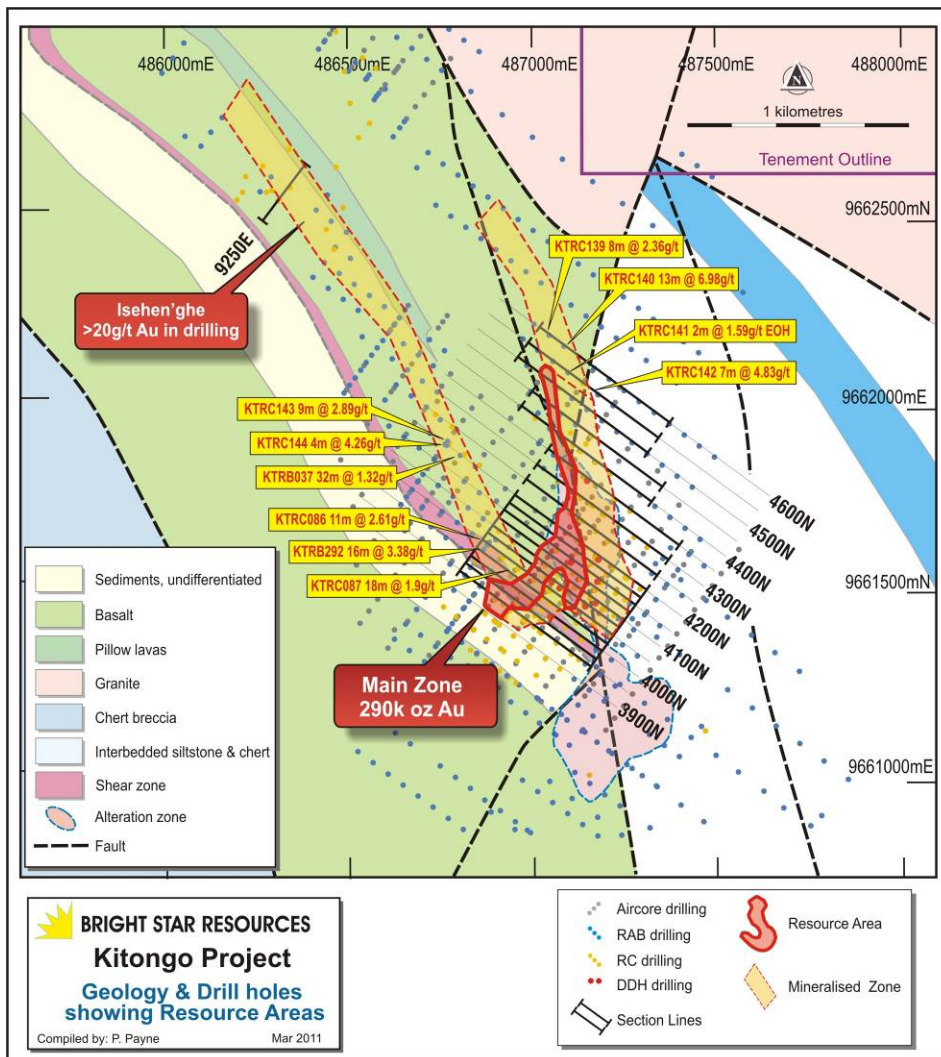 486000mE
486500mE
487000mE
487500mE
488000mE
N
1 kilometres
Tenement Outline
9662500mN
9250E
KTRC139 8m @ 2.36g/t
KTRC140 13m @ 6.98g/t
Isehen'ghe
>20g/t Au in drilling
KTRC141 2m @ 1.59g/t EOH
KTRC142 7m @ 4.83g/t
9662000mN
KTRC143 9m @ 2.89g/t
KTRC144 4m @ 4.26g/t
KTRB037 32m @ 1.32g/t
KTRC086 11m @ 2.61g/t
KTRB292 16m @ 3.38g/t
KTRC087 18m @ 1.9g/t
4600N
4500N
4400N
4300N
4200N
4100N
4000N
3900N
9661500mN
Main Zone
290k oz Au
9661000mE
Sediments, undifferentiated
Basalt
Pillow lavas
Granite
Chert breccia
Interbedded siltstone & chert
Shear zone
Alteration zone
Fault
BRIGHT STAR RESOURCES
Kitongo Project
Geology & Drill holes
showing Resource Areas
Compiled by: P. Payne Mar 2011
Aircore drilling
RAB drilling
RC drilling
DDH drilling
Section Lines
Resource Area
Mineralised Zone